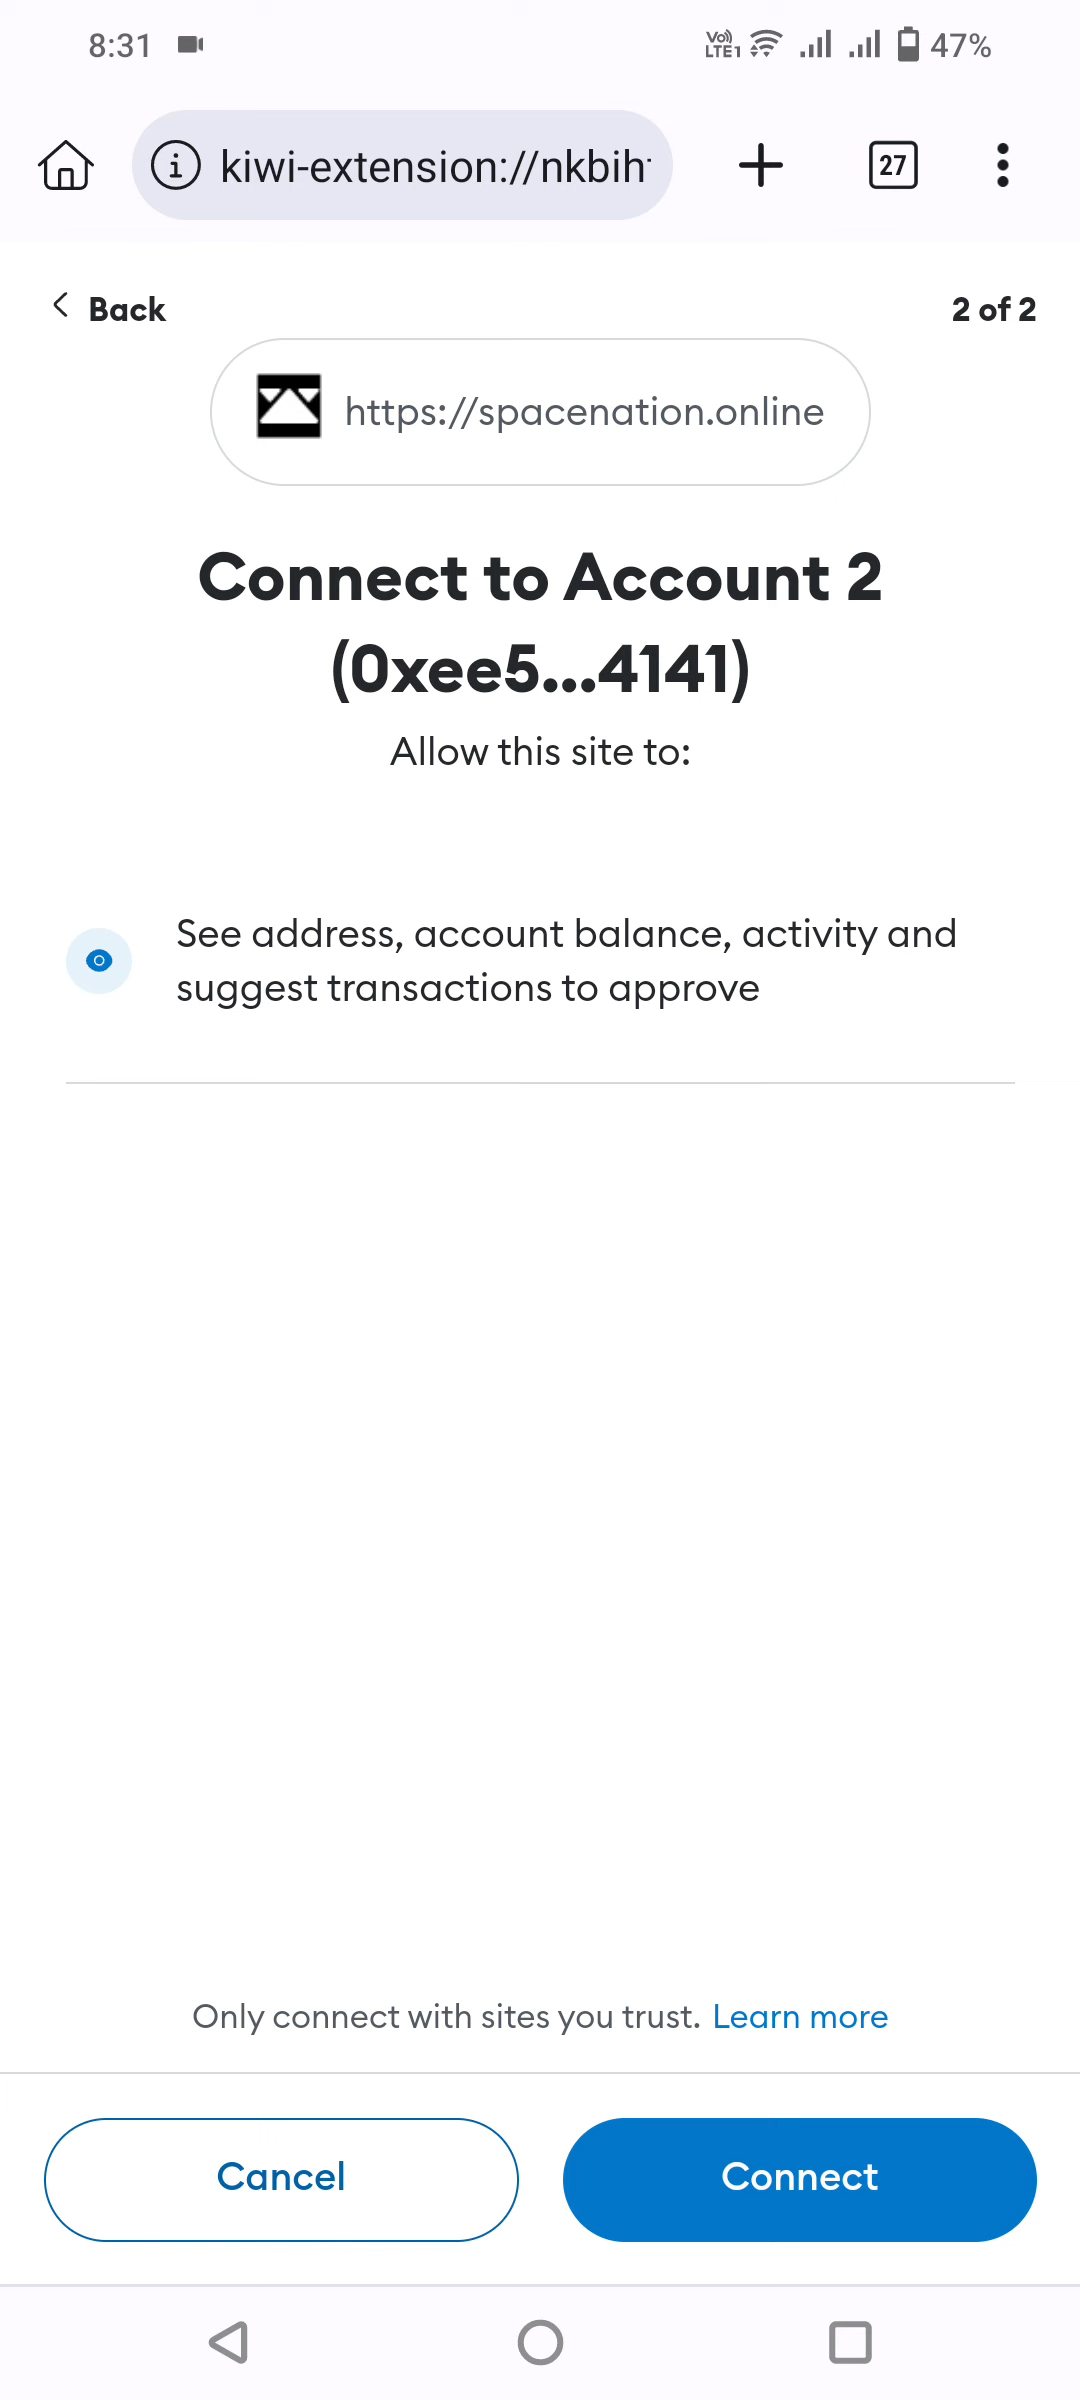 8:31
Vo) LTE1 47%
kiwi-extension://nkbih
27
Back
2 of 2
https://spacenation.online
Connect to Account 2
(0xee5...4141)
Allow this site to:
See address, account balance, activity and
suggest transactions to approve
Only connect with sites you trust. Learn more
Cancel
Connect